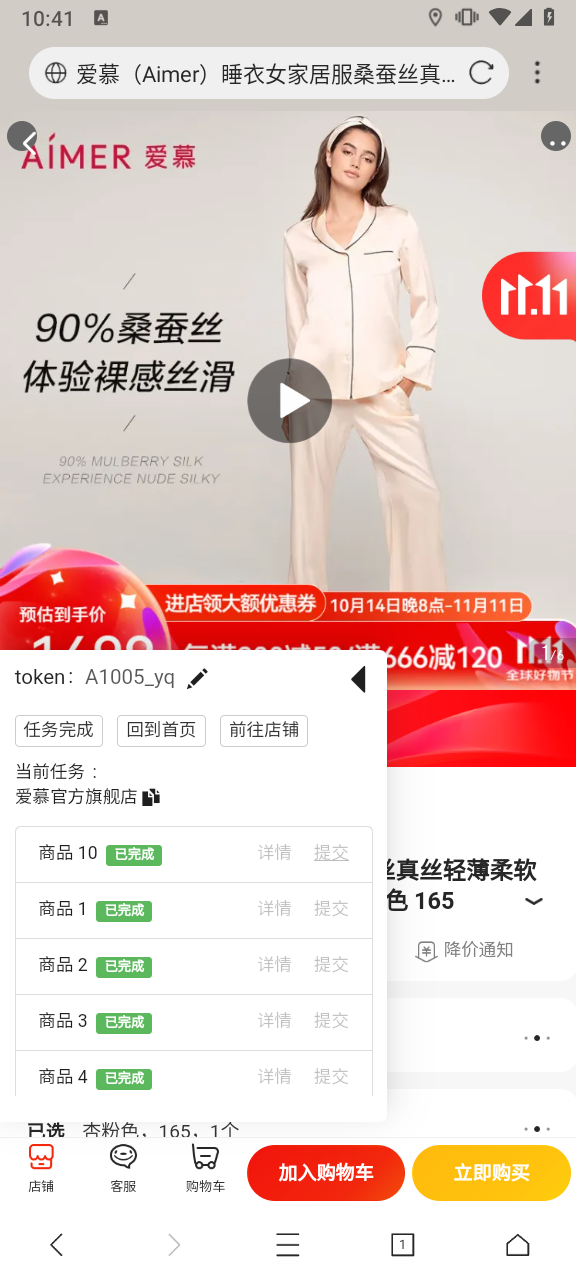 10:41
爱慕（Aimer）睡衣女家居服桑蚕丝真...
AIMER 爱慕
11.11
90%桑蚕丝
体验裸感丝滑
90% MULBERRY SILK
EXPERIENCE NUDE SILKY
进店领大额优惠券 10月14日晚8点-11月11日
预估到手价
11.11
1/6
全球好物节
token： A1005_yq
任务完成 回到首页 前往店铺
当前任务：
爱慕官方旗舰店
商品 10 已完成 详情 提交
商品 1 已完成 详情 提交
商品 2 已完成 详情 提交
商品 3 已完成 详情 提交
商品 4 已完成 详情 提交
丝真丝轻薄柔软
色 165
降价通知
已选 杏粉色，165，1个
店铺 客服 购物车 加入购物车 立即购买
1